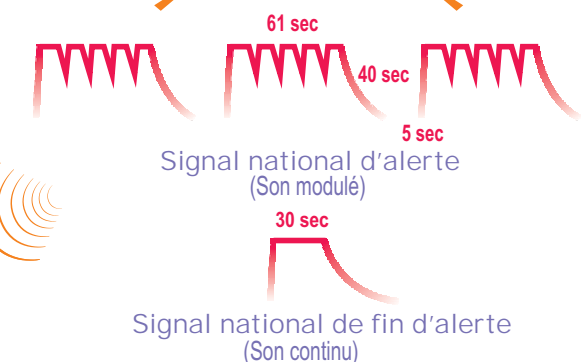 61 sec
40 sec
5 sec
Signal national d'alerte
(Son modulé)
30 sec
Signal national de fin d'alerte
(Son continu)